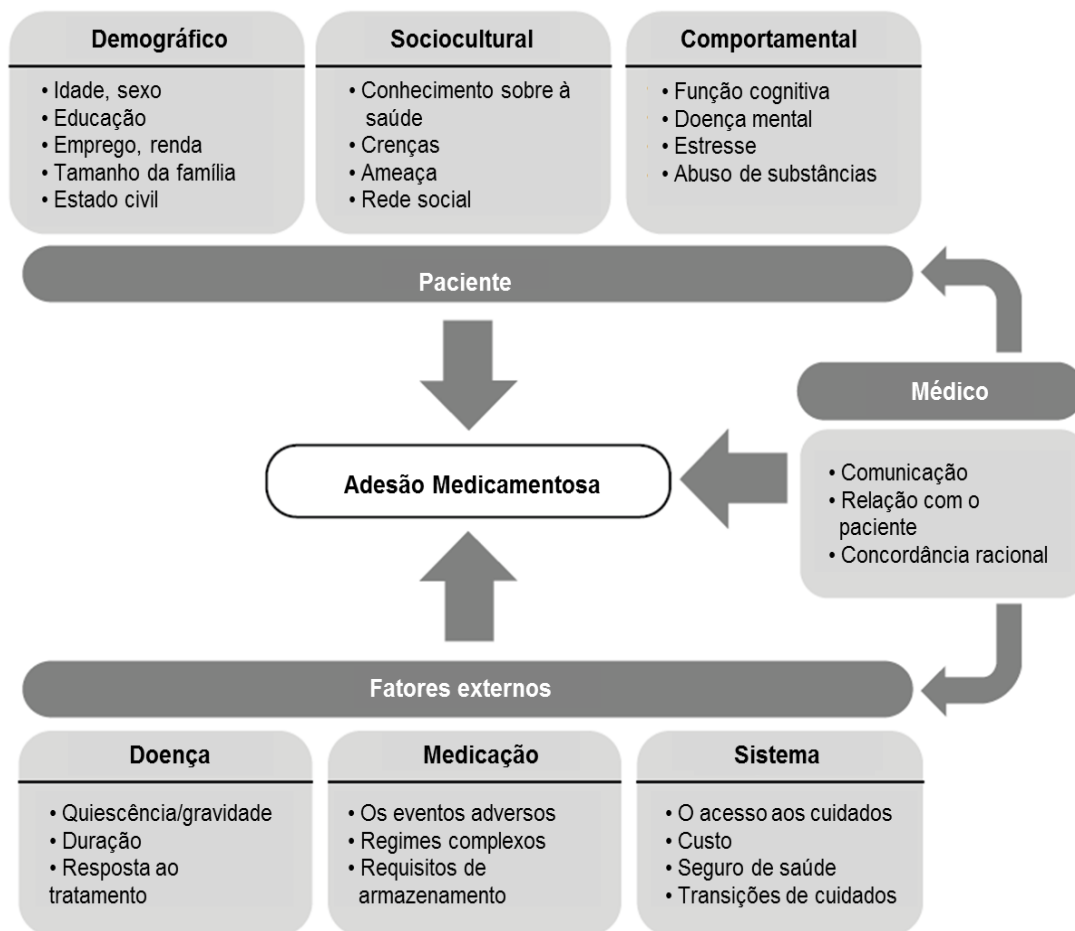 Demográfico
• Idade, sexo
• Educação
• Emprego, renda
• Tamanho da família
• Estado civil
Sociocultural
• Conhecimento sobre à
saúde
• Crenças
• Ameaça
• Rede social
Comportamental
• Função cognitiva
• Doença mental
• Estresse
• Abuso de substâncias
Paciente
Médico
• Comunicação
• Relação com o
paciente
• Concordância racional
Adesão Medicamentosa
Fatores externos
Doença
• Quiescência/gravidade
• Duração
• Resposta ao
tratamento
Medicação
• Os eventos adversos
• Regimes complexos
• Requisitos de
armazenamento
Sistema
• O acesso aos cuidados
• Custo
• Seguro de saúde
• Transições de cuidados